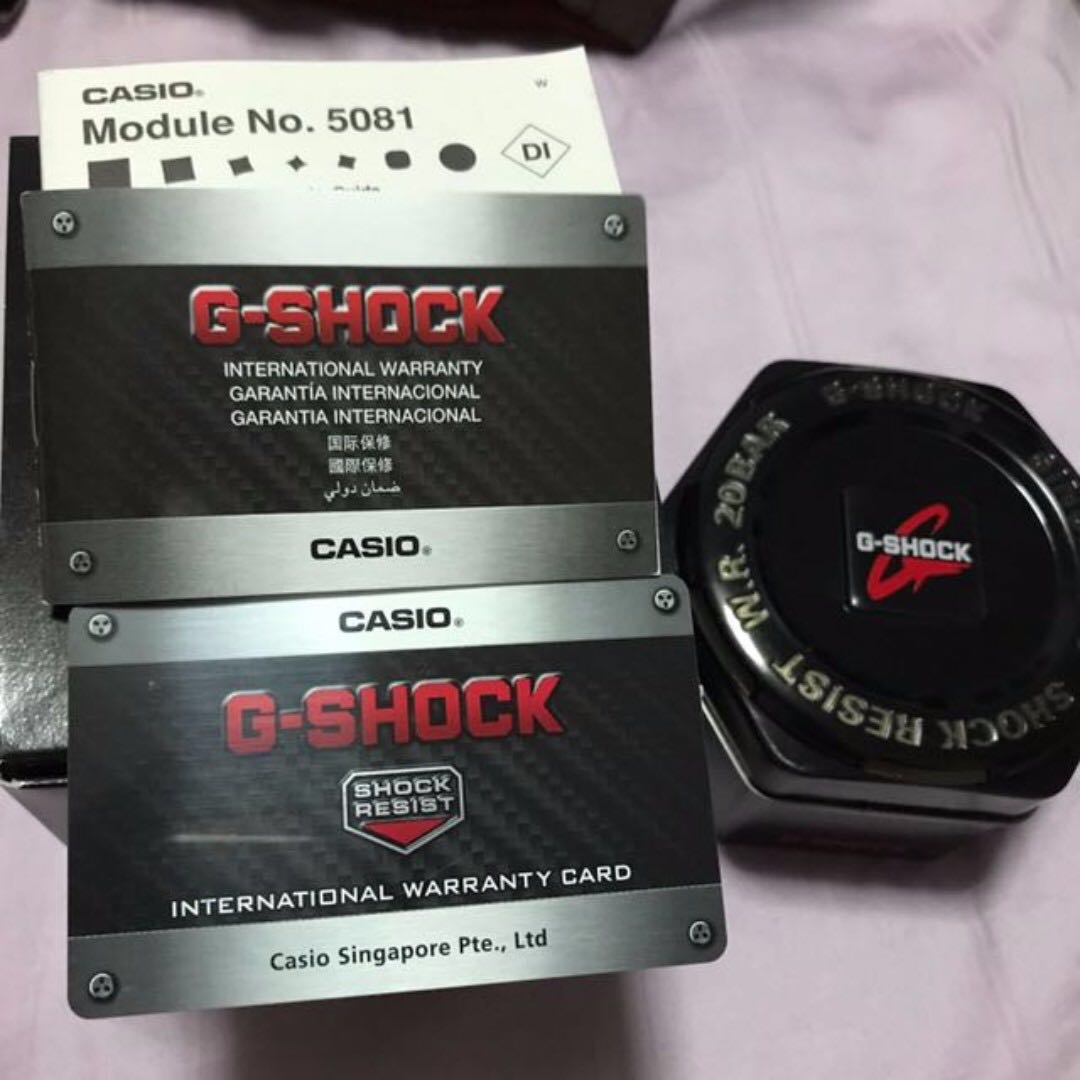 CASIO®
W
Module No. 5081
DI
Guide
G-SHOCK
INTERNATIONAL WARRANTY
GARANTÍA INTERNACIONAL
GARANTIA INTERNACIONAL
国际保修
國際保修
ضمان دولي
CASIO®
CASIO®
G-SHOCK
SHOCK
RESIST
INTERNATIONAL WARRANTY CARD
Casio Singapore Pte., Ltd
G-SHOCK
W.R. 20BAR
SHOCK RESIST
G-SHOCK